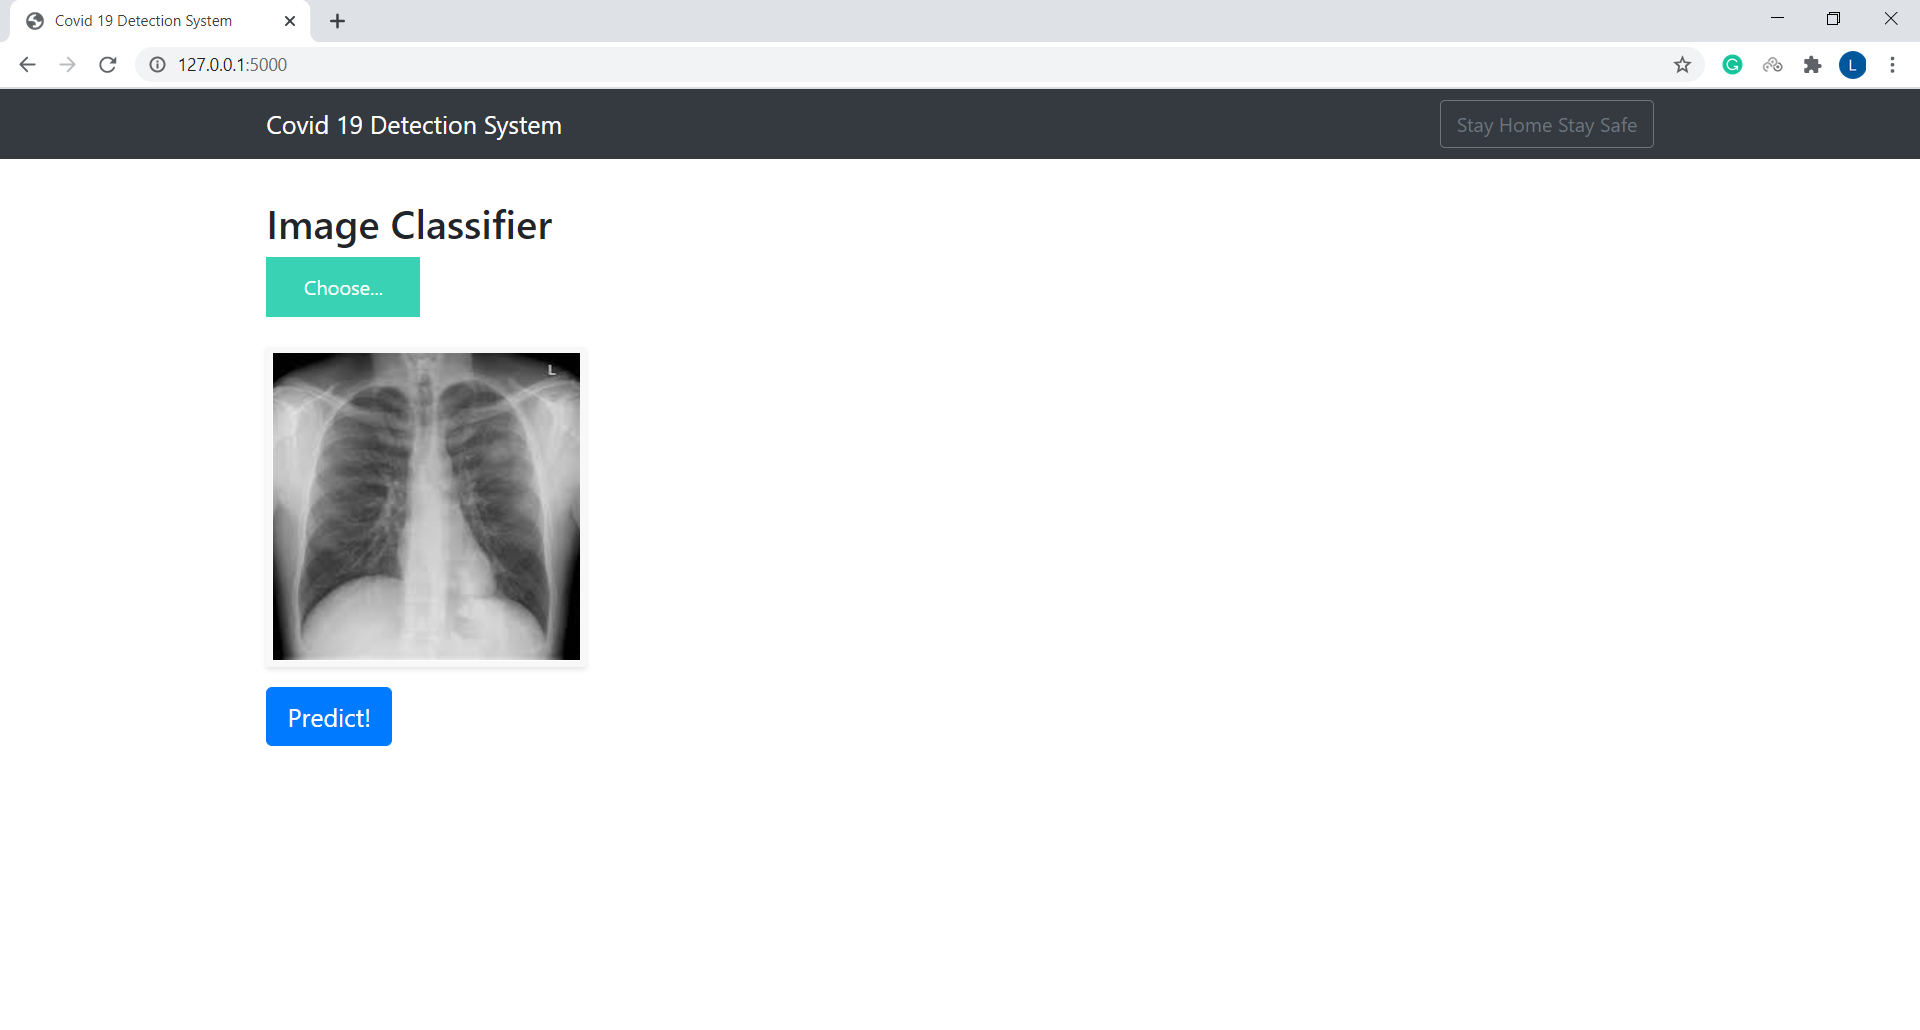 Covid 19 Detection System
127.0.0.1:5000
L
Covid 19 Detection System
Stay Home Stay Safe
Image Classifier
Choose...
L
Predict!